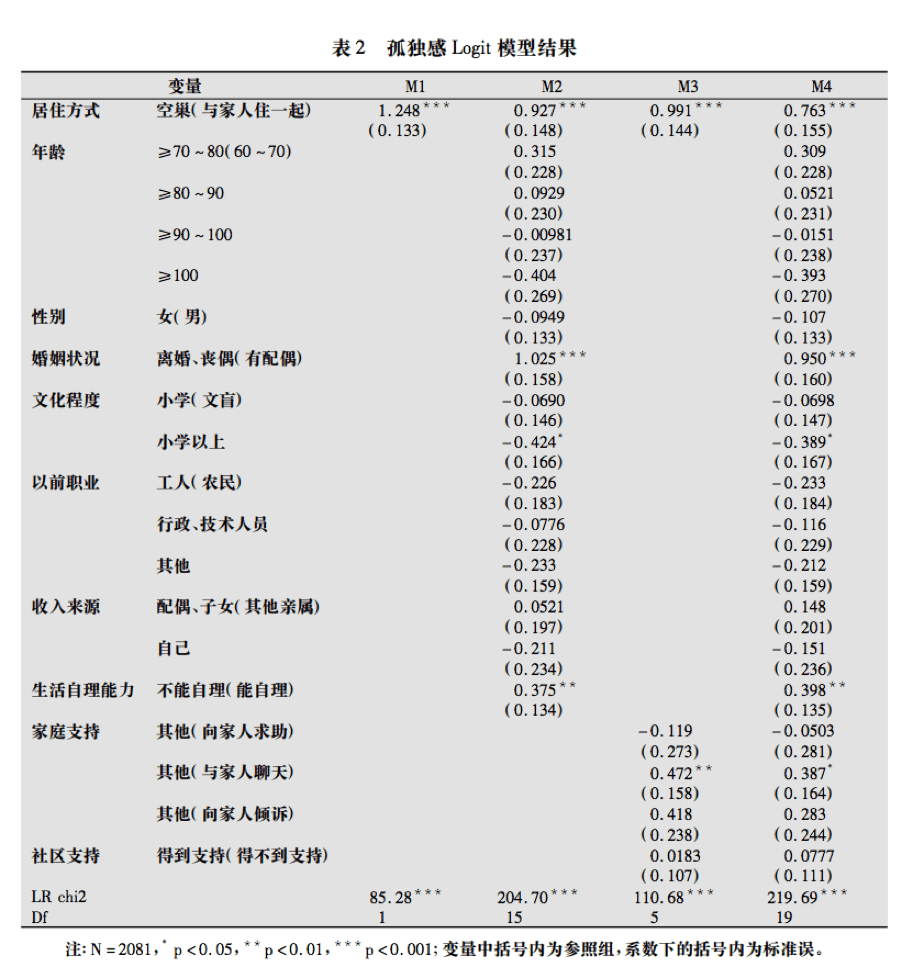 表2 孤独感 Logit 模型结果
变量 M1 M2 M3 M4
居住方式 空巢(与家人住一起) 1.248*** 0.927*** 0.991*** 0.763***
(0.133) (0.148) (0.144) (0.155)
年龄 ≥70~80(60~70) 0.315 0.309
(0.228) (0.228)
≥80~90 0.0929 0.0521
(0.230) (0.231)
≥90~100 -0.00981 -0.0151
(0.237) (0.238)
≥100 -0.404 -0.393
(0.269) (0.270)
性别 女(男) -0.0949 -0.107
(0.133) (0.133)
婚姻状况 离婚、丧偶(有配偶) 1.025*** 0.950***
(0.158) (0.160)
文化程度 小学(文盲) -0.0690 -0.0698
(0.146) (0.147)
小学以上 -0.424* -0.389*
(0.166) (0.167)
以前职业 工人(农民) -0.226 -0.233
(0.183) (0.184)
行政、技术人员 -0.0776 -0.116
(0.228) (0.229)
其他 -0.233 -0.212
(0.159) (0.159)
收入来源 配偶、子女(其他亲属) 0.0521 0.148
(0.197) (0.201)
自己 -0.211 -0.151
(0.234) (0.236)
生活自理能力 不能自理(能自理) 0.375** 0.398**
(0.134) (0.135)
家庭支持 其他(向家人求助) -0.119 -0.0503
(0.273) (0.281)
其他(与家人聊天) 0.472** 0.387*
(0.158) (0.164)
其他(向家人倾诉) 0.418 0.283
(0.238) (0.244)
社区支持 得到支持(得不到支持) 0.0183 0.0777
(0.107) (0.111)
LR chi2 85.28*** 204.70*** 110.68*** 219.69***
Df 1 15 5 19
注:N=2081,* p<0.05,** p<0.01,*** p<0.001;变量中括号内为参照组,系数下的括号内为标准误。